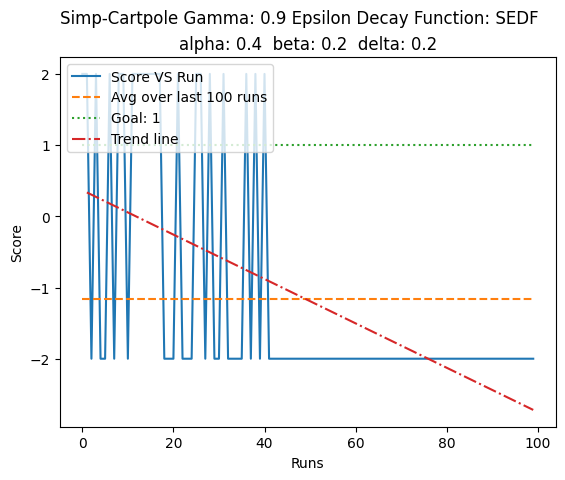 Simp-Cartpole Gamma: 0.9 Epsilon Decay Function: SEDF
alpha: 0.4  beta: 0.2  delta: 0.2
Score VS Run
Avg over last 100 runs
Goal: 1
Trend line
2
1
0
−1
−2
Score
0
20
40
60
80
100
Runs